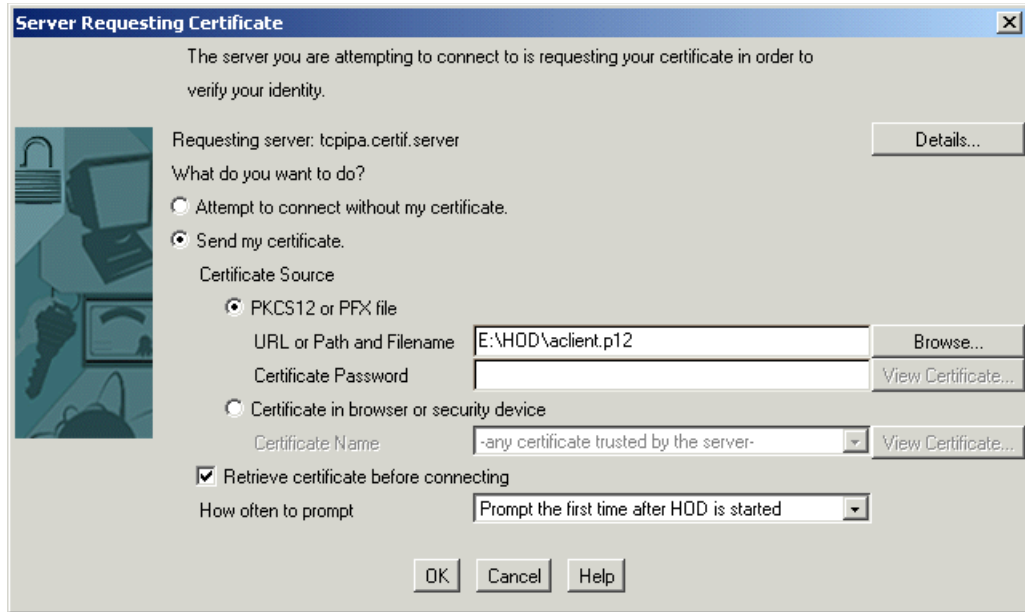 Server Requesting Certificate
The server you are attempting to connect to is requesting your certificate in order to
verify your identity.
Requesting server: tcpipa.certif.server
Details...
What do you want to do?
Attempt to connect without my certificate.
Send my certificate.
Certificate Source
PKCS12 or PFX file
URL or Path and Filename E:\HOD\aclient.p12 Browse...
Certificate Password View Certificate...
Certificate in browser or security device
Certificate Name -any certificate trusted by the server- View Certificate...
Retrieve certificate before connecting
How often to prompt Prompt the first time after HOD is started
OK Cancel Help